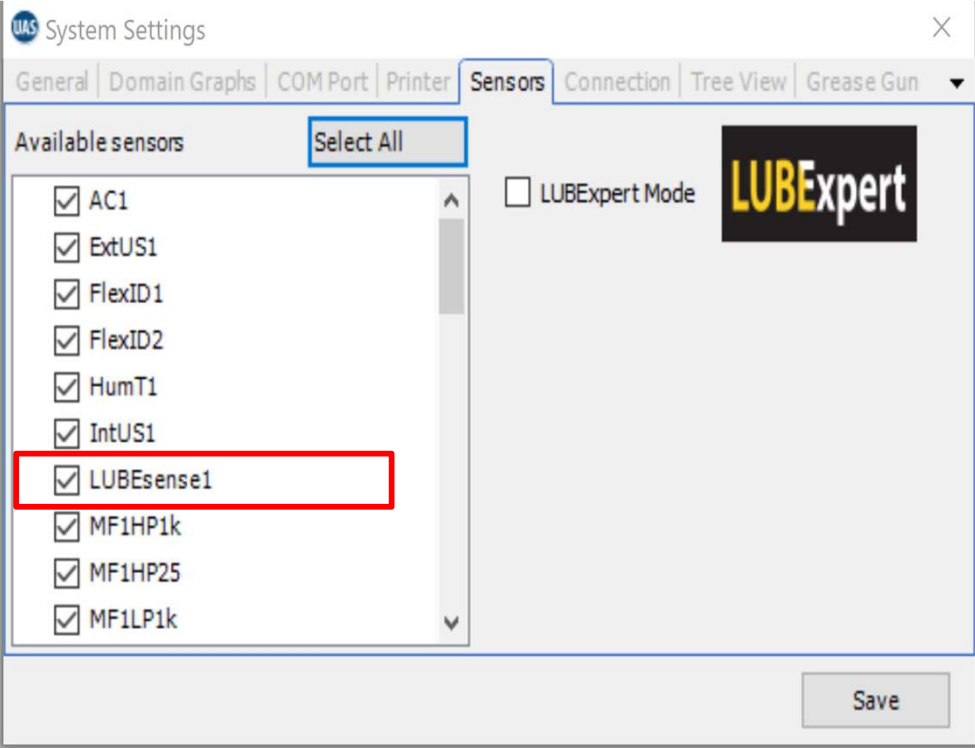 UAS System Settings
General Domain Graphs COM Port Printer Sensors Connection Tree View Grease Gun
Available sensors
Select All
AC1
ExtUS1
FlexID1
FlexID2
HumT1
IntUS1
LUBEsense1
MF1HP1k
MF1HP25
MF1LP1k
LUBExpert Mode
LUBExpert
Save